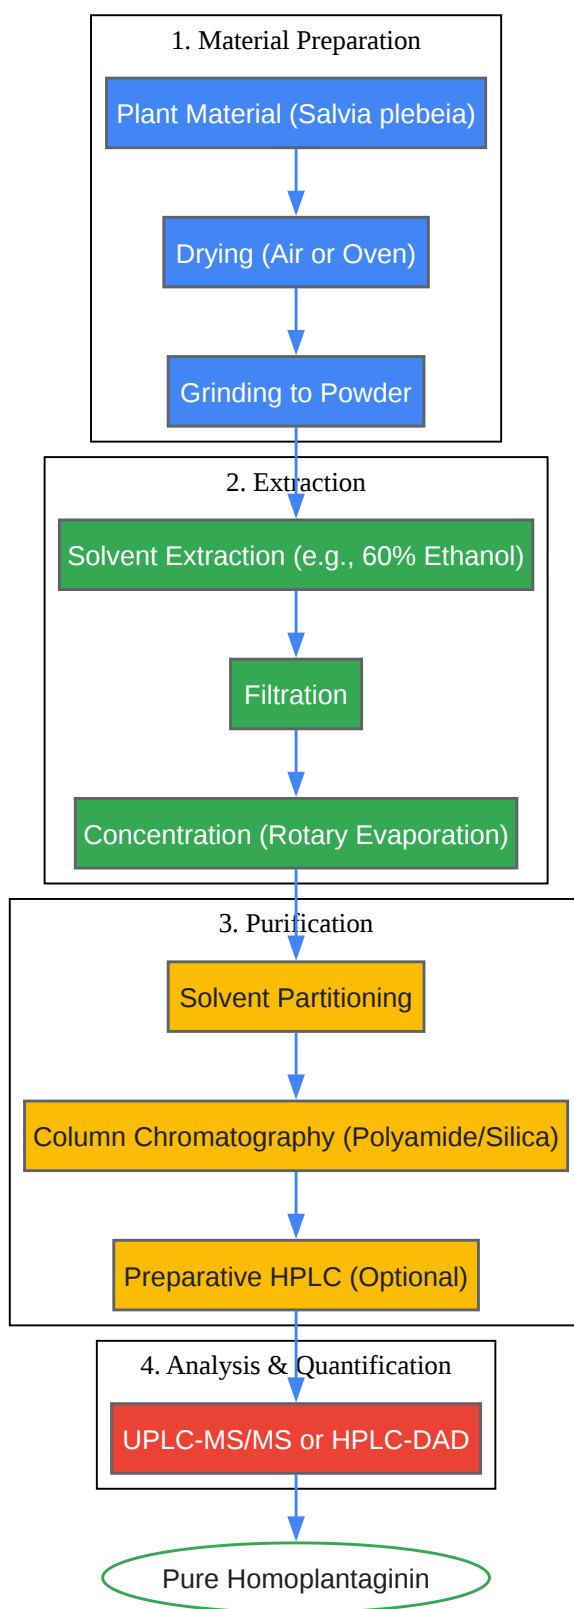 1. Material Preparation
Plant Material (Salvia plebeia)
Drying (Air or Oven)
Grinding to Powder
2. Extraction
Solvent Extraction (e.g., 60% Ethanol)
Filtration
Concentration (Rotary Evaporation)
3. Purification
Solvent Partitioning
Column Chromatography (Polyamide/Silica)
Preparative HPLC (Optional)
4. Analysis & Quantification
UPLC-MS/MS or HPLC-DAD
Pure Homoplantaginin